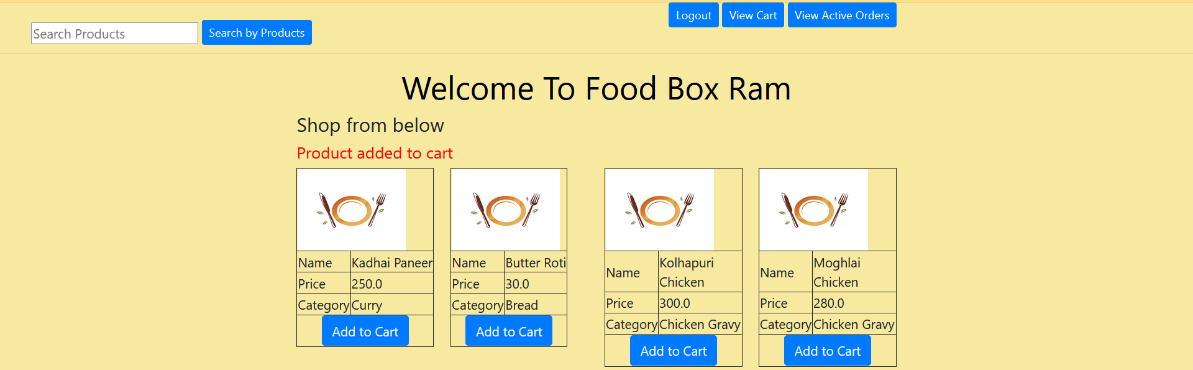 Logout View Cart View Active Orders
Search Products Search by Products
Welcome To Food Box Ram
Shop from below
Product added to cart
Name Kadhai Paneer
Price 250.0
Category Curry
Add to Cart
Name Butter Roti
Price 30.0
Category Bread
Add to Cart
Name Kolhapuri
Chicken
Price 300.0
Category Chicken Gravy
Add to Cart
Name Moghlai
Chicken
Price 280.0
Category Chicken Gravy
Add to Cart